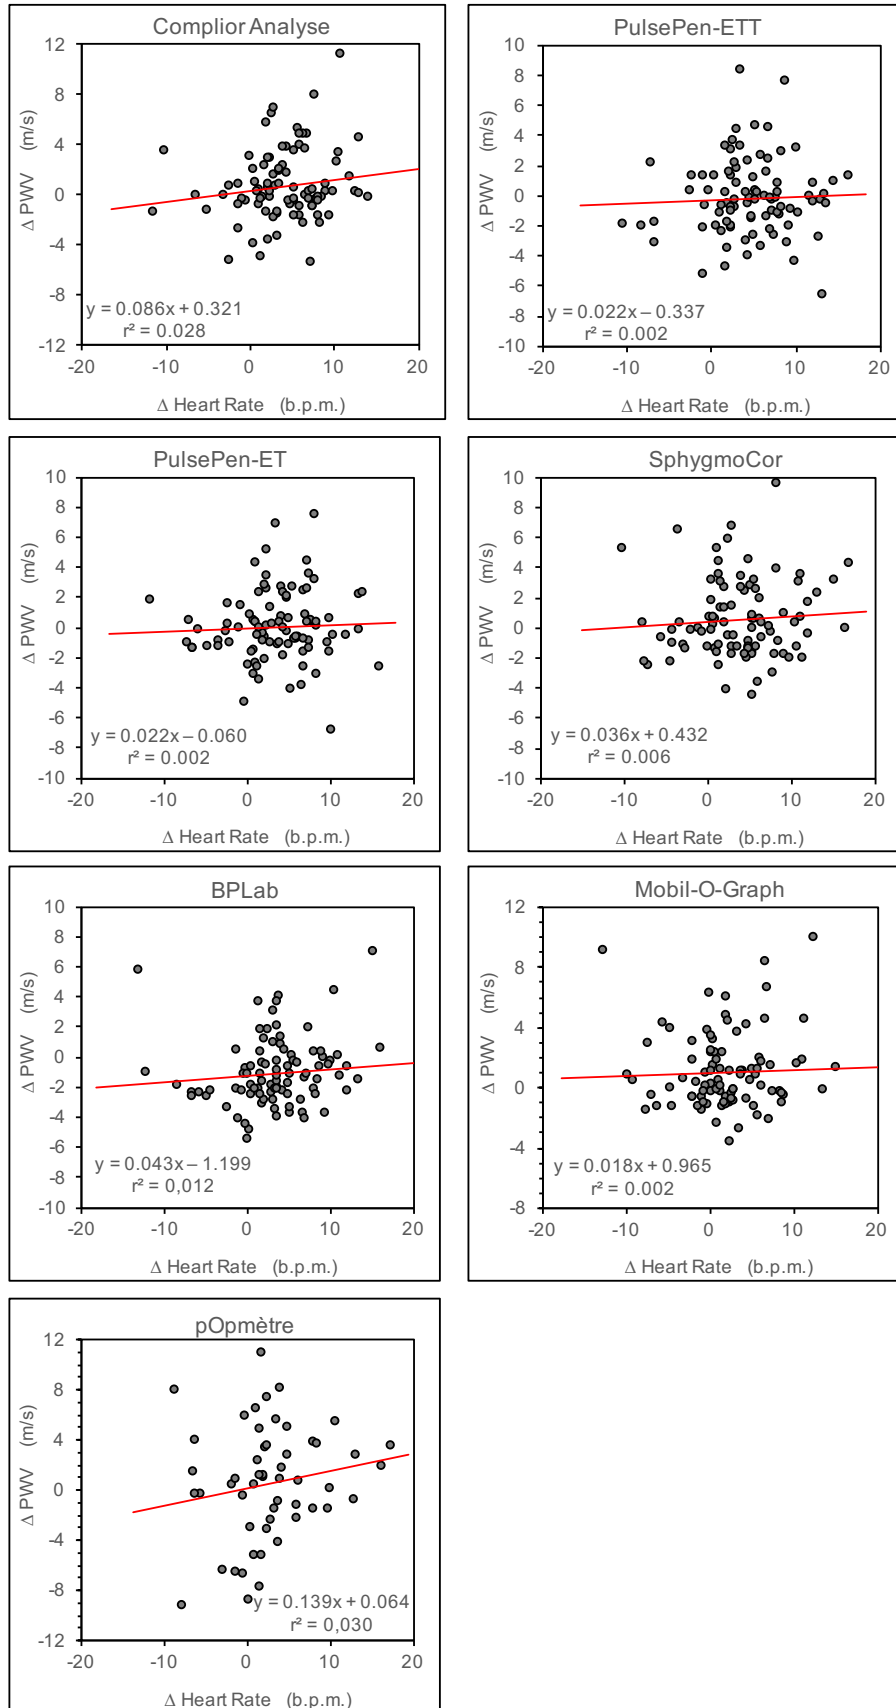 Complior Analyse
12
8
4
0
-4
-8
-12
Δ PWV (m/s)
y = 0.086x + 0.321
r² = 0.028
-20 -10 0 10 20
Δ Heart Rate (b.p.m.)
PulsePen-ETT
10
8
6
4
2
0
-2
-4
-6
-8
-10
Δ PWV (m/s)
y = 0.022x – 0.337
r² = 0.002
-20 -10 0 10 20
Δ Heart Rate (b.p.m.)
PulsePen-ET
10
8
6
4
2
0
-2
-4
-6
-8
-10
Δ PWV (m/s)
y = 0.022x – 0.060
r² = 0.002
-20 -10 0 10 20
Δ Heart Rate (b.p.m.)
SphygmoCor
10
8
6
4
2
0
-2
-4
-6
-8
-10
Δ PWV (m/s)
y = 0.036x + 0.432
r² = 0.006
-20 -10 0 10 20
Δ Heart Rate (b.p.m.)
BPLab
10
8
6
4
2
0
-2
-4
-6
-8
-10
Δ PWV (m/s)
y = 0.043x – 1.199
r² = 0,012
-20 -10 0 10 20
Δ Heart Rate (b.p.m.)
Mobil-O-Graph
12
8
4
0
-4
-8
Δ PWV (m/s)
y = 0.018x + 0.965
r² = 0.002
-20 -10 0 10 20
Δ Heart Rate (b.p.m.)
pOpmètre
12
8
4
0
-4
-8
-12
Δ PWV (m/s)
y = 0.139x + 0.064
r² = 0,030
-20 -10 0 10 20
Δ Heart Rate (b.p.m.)